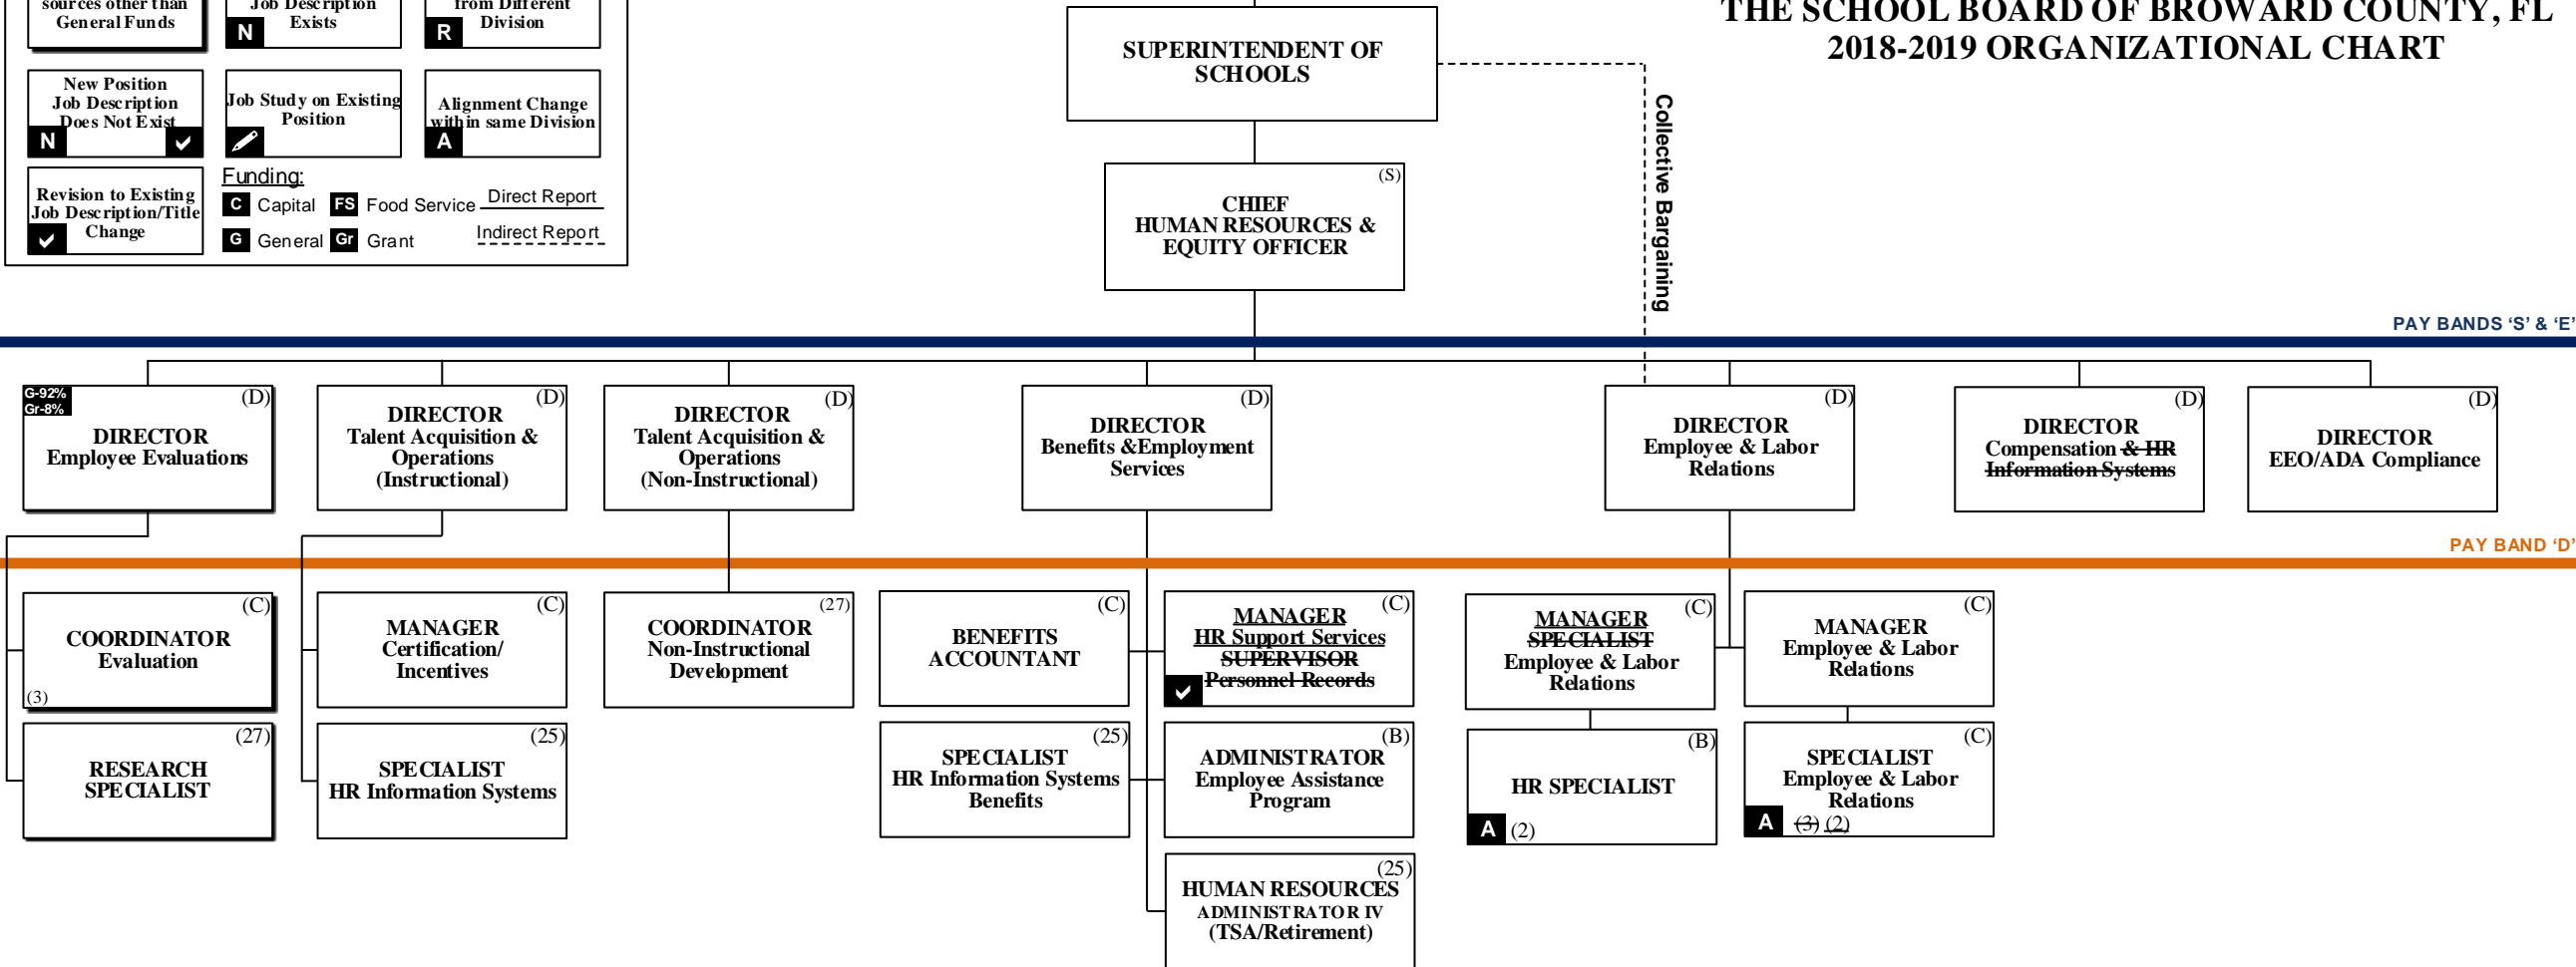 sources other than
General Funds
Job Description
Exists
N
from Different
Division
R
New Position
Job Description
Does Not Exist
N
Job Study on Existing
Position
Alignment Change
within same Division
A
Revision to Existing
Job Description/Title
Change
Funding:
C Capital FS Food Service Direct Report
G General Gr Grant Indirect Report
THE SCHOOL BOARD OF BROWARD COUNTY, FL
2018-2019 ORGANIZATIONAL CHART
SUPERINTENDENT OF
SCHOOLS
Collective Bargaining
(S)
CHIEF
HUMAN RESOURCES &
EQUITY OFFICER
PAY BANDS ‘S’ & ‘E’
G-92%
Gr-8%
(D)
DIRECTOR
Employee Evaluations
(D)
DIRECTOR
Talent Acquisition &
Operations
(Instructional)
(D)
DIRECTOR
Talent Acquisition &
Operations
(Non-Instructional)
(D)
DIRECTOR
Benefits &Employment
Services
(D)
DIRECTOR
Employee & Labor
Relations
(D)
DIRECTOR
Compensation & HR
Information Systems
(D)
DIRECTOR
EEO/ADA Compliance
PAY BAND ‘D’
(C)
COORDINATOR
Evaluation
(3)
(C)
MANAGER
Certification/
Incentives
(27)
COORDINATOR
Non-Instructional
Development
(C)
BENEFITS
ACCOUNTANT
(C)
MANAGER
HR Support Services
SUPERVISOR
Personnel Records
(C)
MANAGER
SPECIALIST
Employee & Labor
Relations
(C)
MANAGER
Employee & Labor
Relations
(27)
RESEARCH
SPECIALIST
(25)
SPECIALIST
HR Information Systems
(25)
SPECIALIST
HR Information Systems
Benefits
(B)
ADMINISTRATOR
Employee Assistance
Program
(B)
HR SPECIALIST
A (2)
(C)
SPECIALIST
Employee & Labor
Relations
A (3) (2)
(25)
HUMAN RESOURCES
ADMINISTRATOR IV
(TSA/Retirement)